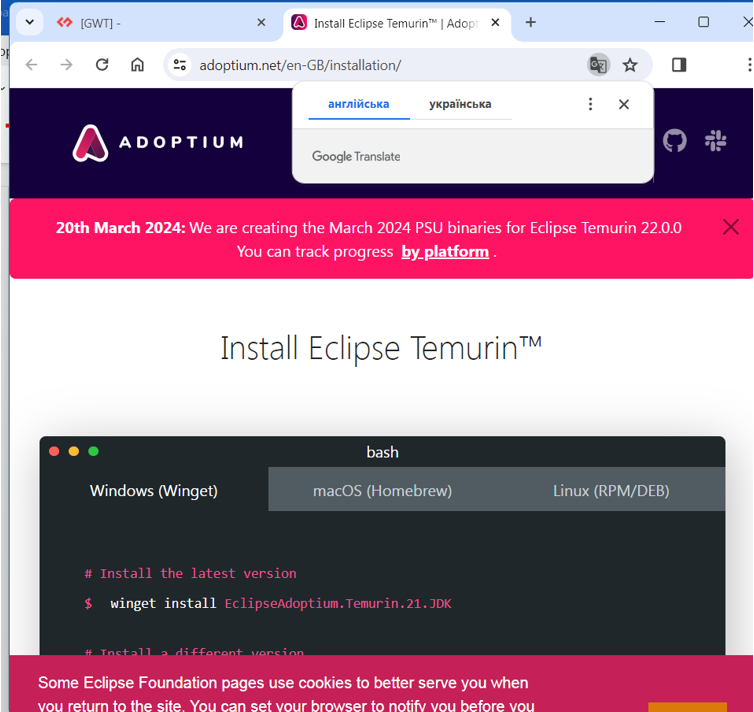 [GWT] -
Install Eclipse Temurin™ | Adopt
adoptium.net/en-GB/installation/
англійська українська
Google Translate
ADOPTIUM
20th March 2024: We are creating the March 2024 PSU binaries for Eclipse Temurin 22.0.0
You can track progress by platform .
Install Eclipse Temurin™
bash
Windows (Winget) macOS (Homebrew) Linux (RPM/DEB)
# Install the latest version
$ winget install EclipseAdoptium.Temurin.21.JDK
# Install a different version
Some Eclipse Foundation pages use cookies to better serve you when
you return to the site. You can set your browser to notify you before you